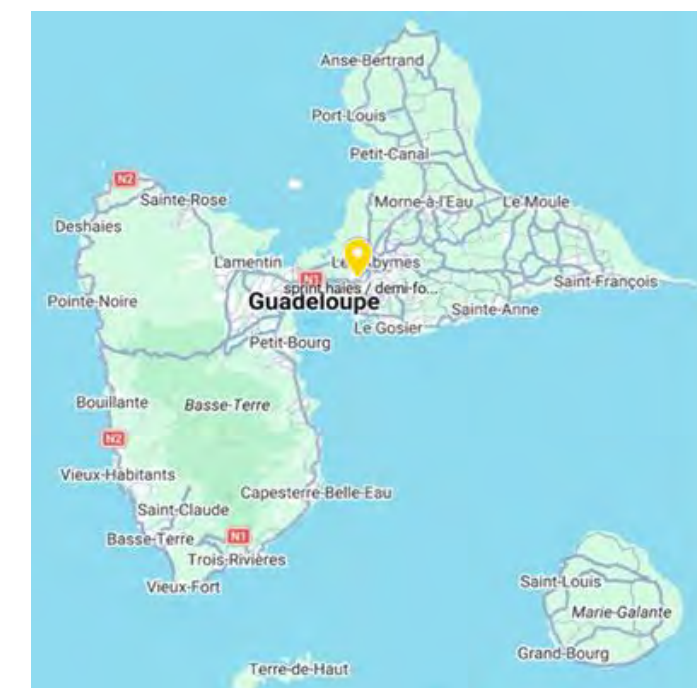 Anse-Bertrand
Port-Louis
Petit-Canal
N2
Sainte-Rose
Morne-à-l'Eau
Le Moule
Deshaies
Lamentin
Les Abymes
N1
Saint-François
sprint haies / demi-fo...
Pointe-Noire
Guadeloupe
Sainte-Anne
Le Gosier
Petit-Bourg
Bouillante
Basse-Terre
N2
Vieux-Habitants
Capesterre-Belle-Eau
Saint-Claude
Basse-Terre
N1
Trois-Rivières
Vieux-Fort
Saint-Louis
Marie-Galante
Grand-Bourg
Terre-de-Haut